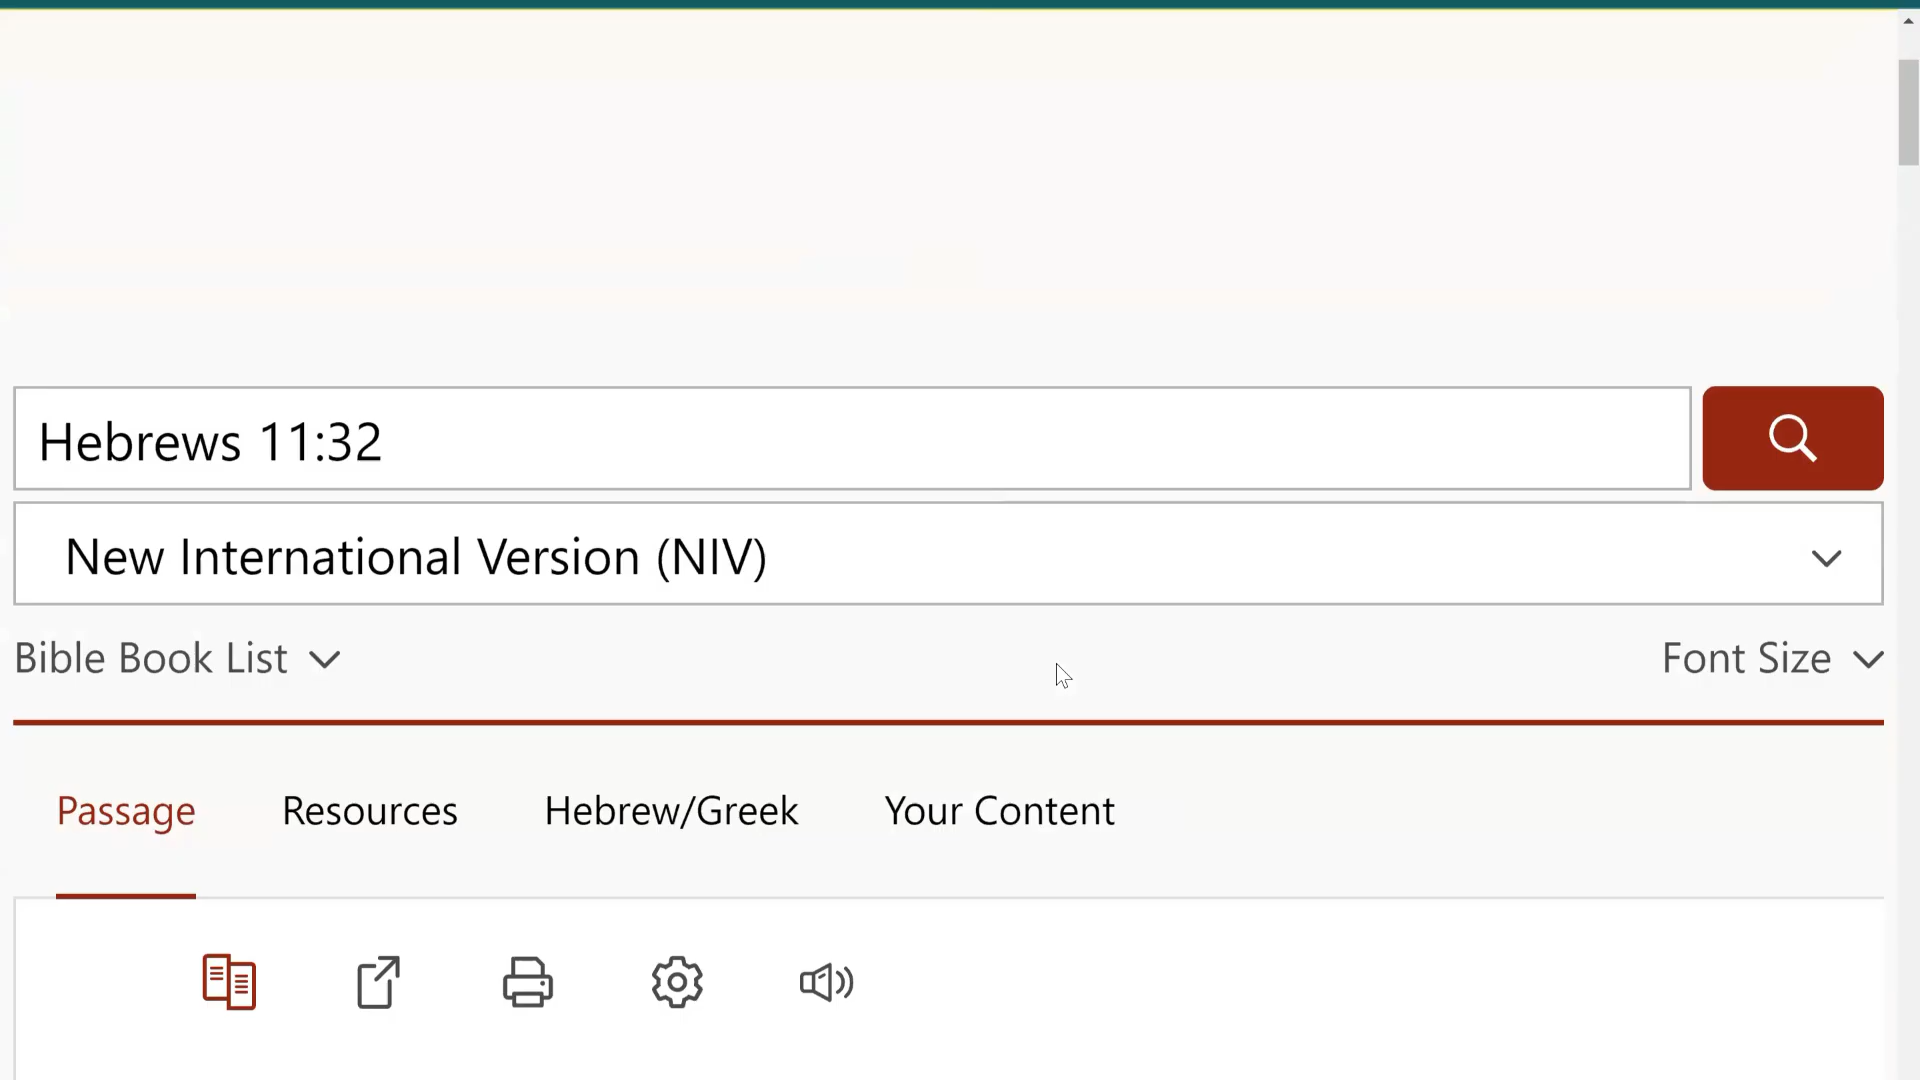 Hebrews 11:32
New International Version (NIV)
Bible Book List
Font Size
Passage
Resources
Hebrew/Greek
Your Content